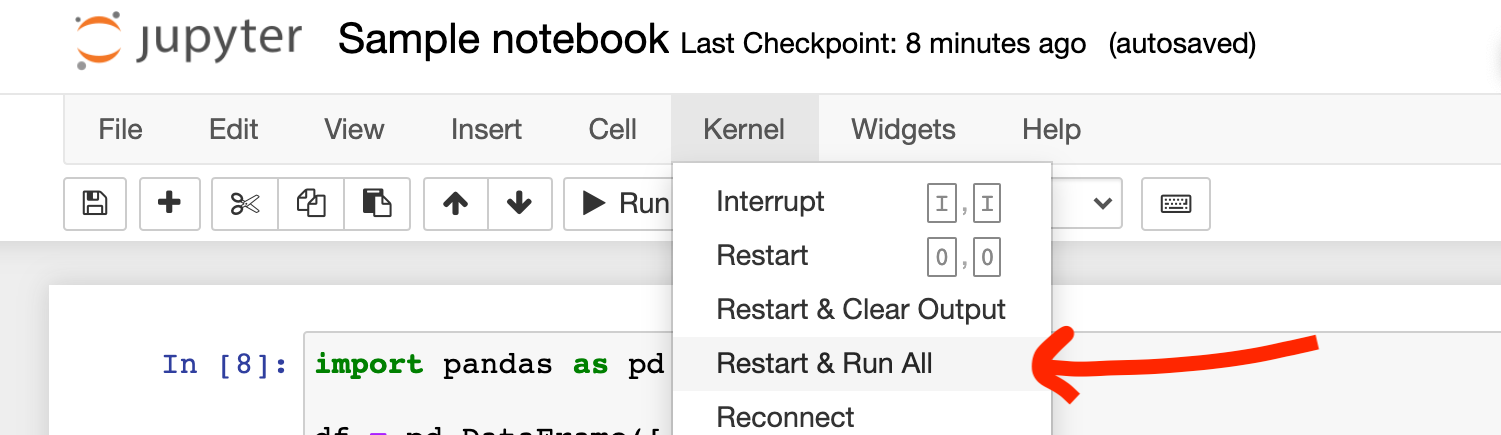 jupyter Sample notebook Last Checkpoint: 8 minutes ago (autosaved)
File Edit View Insert Cell Kernel Widgets Help
Run
Interrupt I , I
Restart 0 , 0
Restart & Clear Output
Restart & Run All
Reconnect
In [8]: import pandas as pd
df = pd.DataFrame([